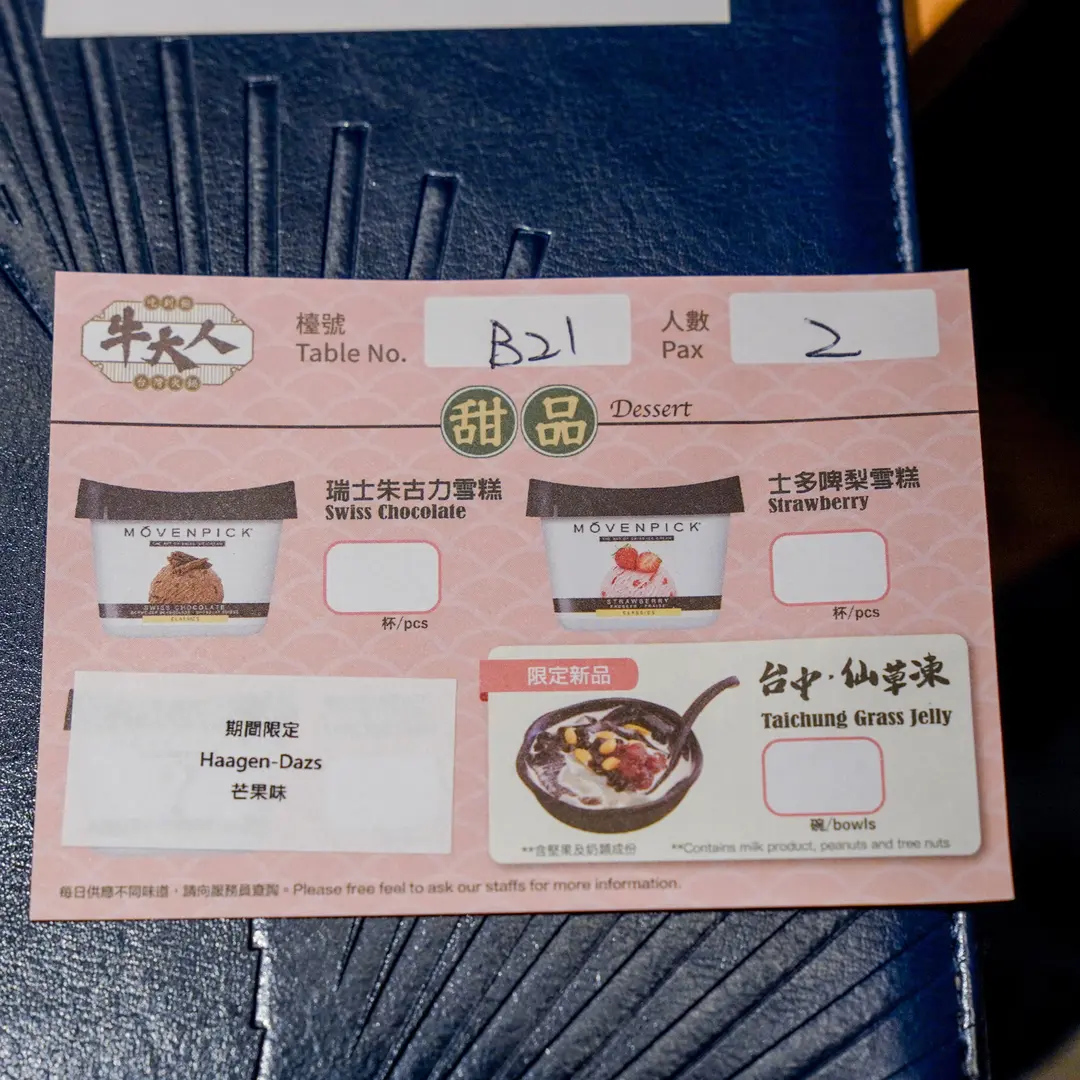 牛大人
台灣火鍋
檯號
Table No.
B21
人數
Pax
2
甜品
Dessert
瑞士朱古力雪糕
Swiss Chocolate
MÖVENPICK
SWISS CHOCOLATE
CLASSICS
杯/pcs
士多啤梨雪糕
Strawberry
MÖVENPICK
STRAWBERRY
CLASSICS
杯/pcs
期間限定
Haagen-Dazs
芒果味
限定新品
台中·仙草凍
Taichung Grass Jelly
碗/bowls
**含堅果及奶類成份
**Contains milk product, peanuts and tree nuts
每日供應不同味道，請向服務員查詢。Please free feel to ask our staffs for more information.